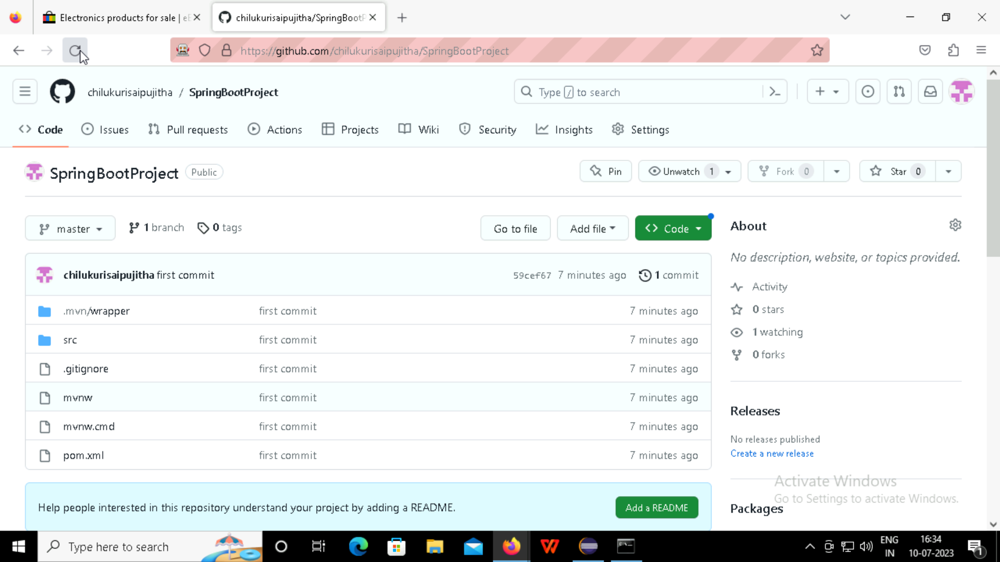 Electronics products for sale | eB
chilukurisaipujitha/SpringBootP
https://github.com/chilukurisaipujitha/SpringBootProject
chilukurisaipujitha / SpringBootProject
Type / to search
Code
Issues
Pull requests
Actions
Projects
Wiki
Security
Insights
Settings
SpringBootProject Public
Pin
Unwatch 1
Fork 0
Star 0
master
1 branch
0 tags
Go to file
Add file
Code
About
No description, website, or topics provided.
chilukurisaipujitha first commit 59cef67 7 minutes ago 1 commit
.mvn/wrapper first commit 7 minutes ago
src first commit 7 minutes ago
.gitignore first commit 7 minutes ago
mvnw first commit 7 minutes ago
mvnw.cmd first commit 7 minutes ago
pom.xml first commit 7 minutes ago
Activity
0 stars
1 watching
0 forks
Releases
No releases published
Create a new release
Packages
Help people interested in this repository understand your project by adding a README.
Add a README
Activate Windows
Go to Settings to activate Windows.
Type here to search
ENG
IN
16:34
10-07-2023
1